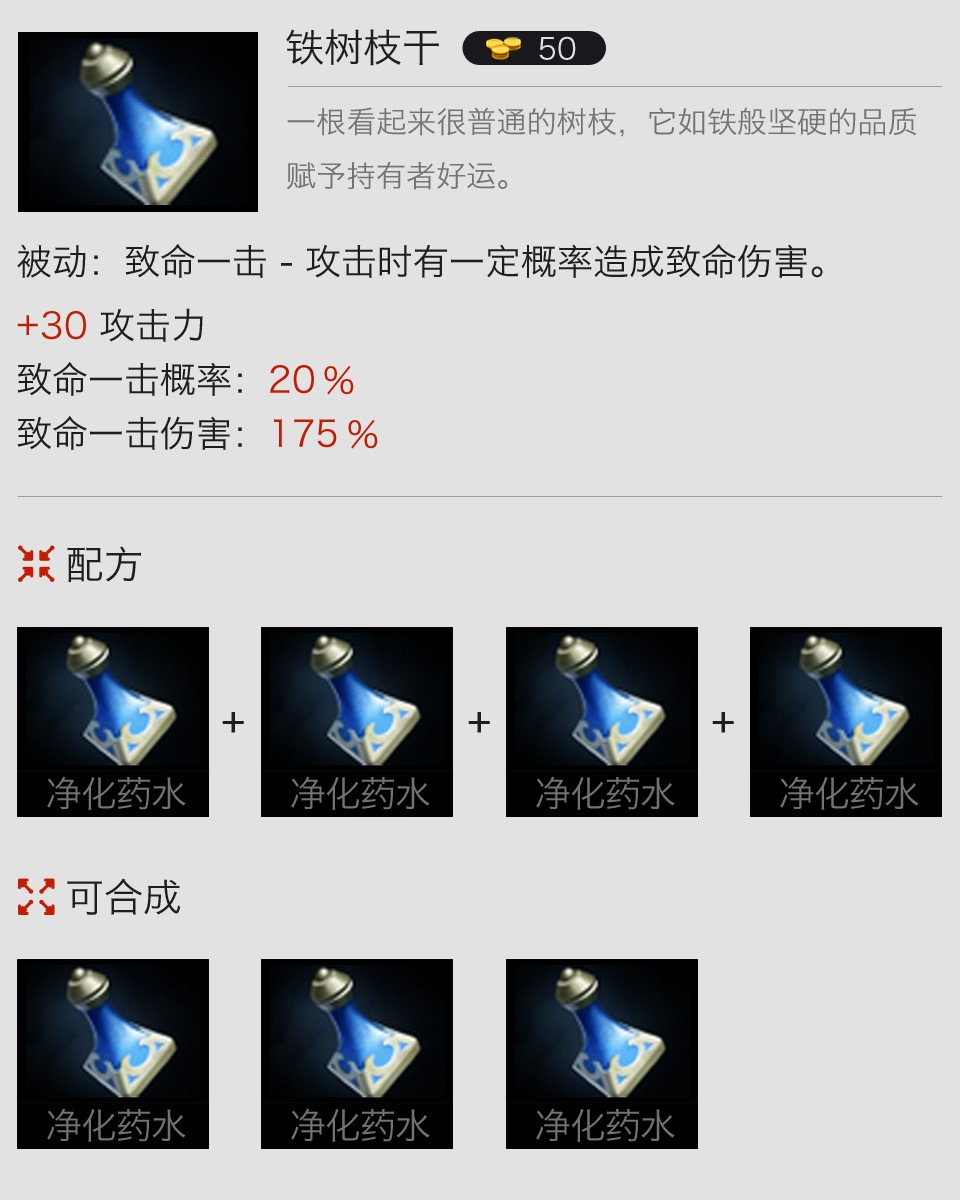 铁树枝干 50
一根看起来很普通的树枝，它如铁般坚硬的品质
赋予持有者好运。
被动：致命一击 - 攻击时有一定概率造成致命伤害。
+30 攻击力
致命一击概率：20%
致命一击伤害：175%
配方
+ + +
净化药水 净化药水 净化药水 净化药水
可合成
净化药水 净化药水 净化药水